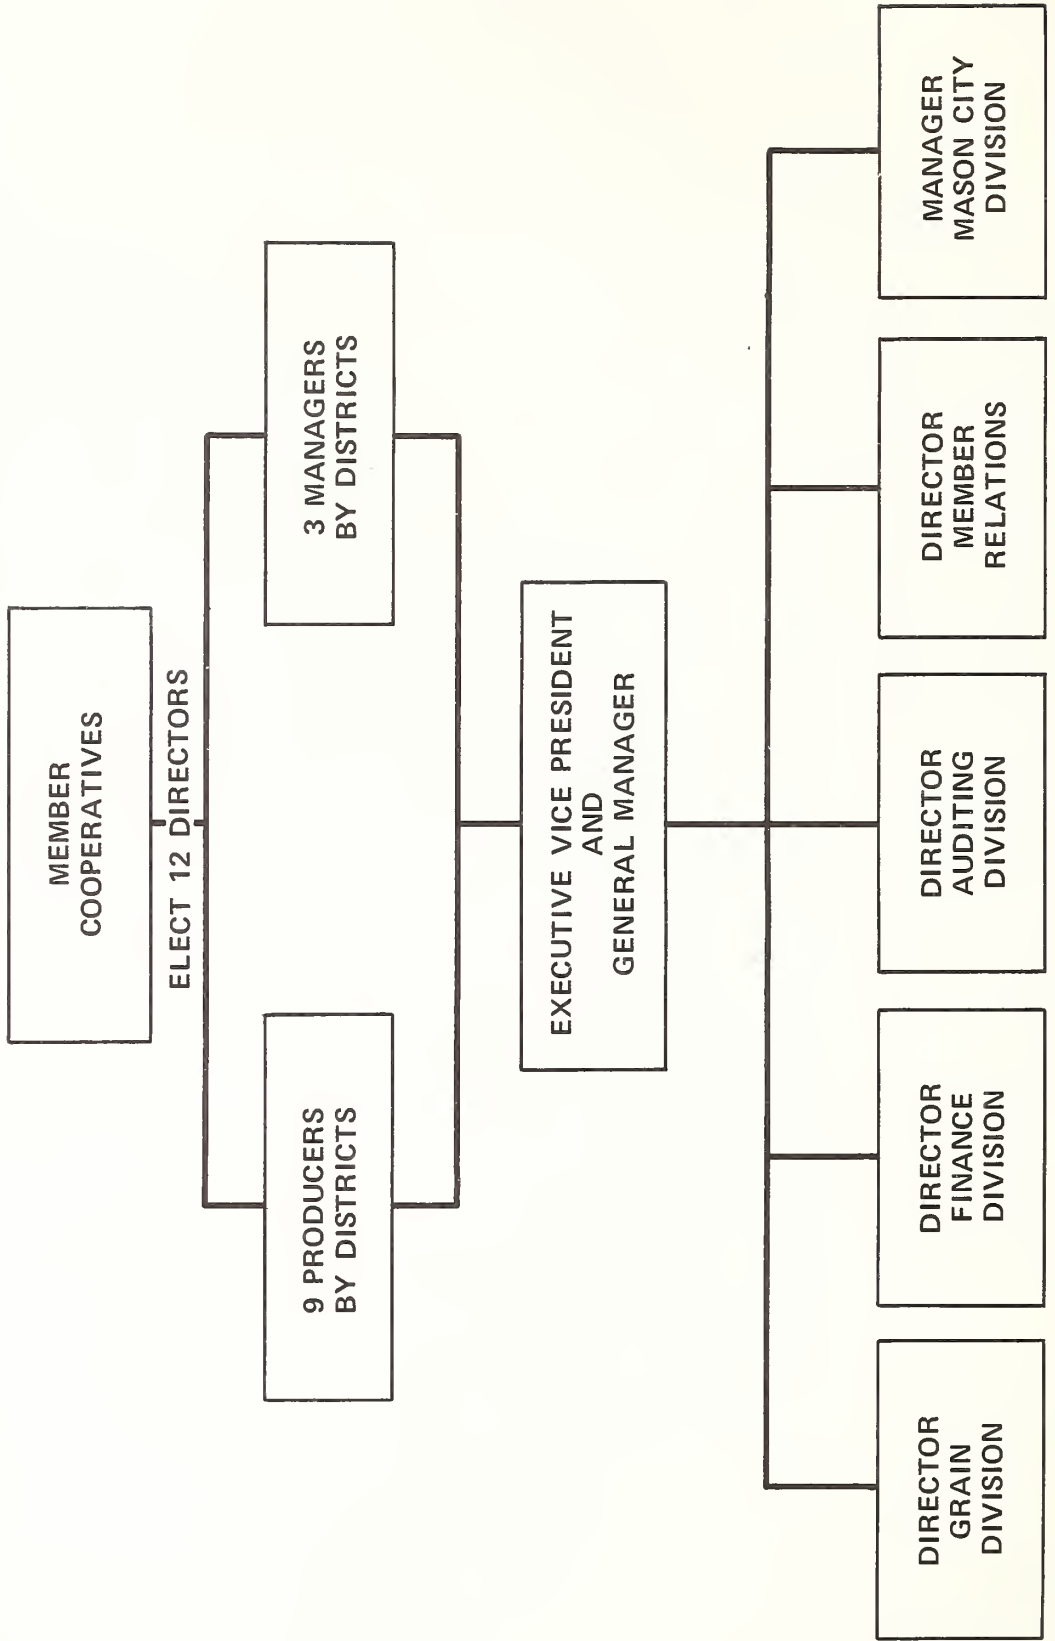 MEMBER
COOPERATIVES
ELECT 12 DIRECTORS
9 PRODUCERS
BY DISTRICTS
3 MANAGERS
BY DISTRICTS
EXECUTIVE VICE PRESIDENT
AND
GENERAL MANAGER
DIRECTOR
GRAIN
DIVISION
DIRECTOR
FINANCE
DIVISION
DIRECTOR
AUDITING
DIVISION
DIRECTOR
MEMBER
RELATIONS
MANAGER
MASON CITY
DIVISION